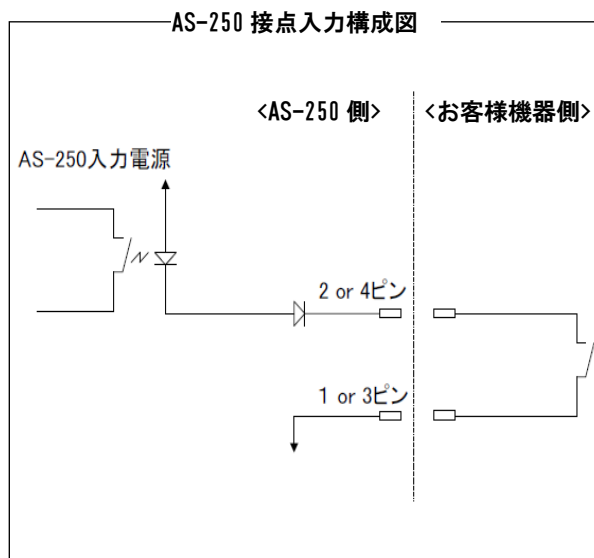 AS-250 接点入力構成図
<AS-250 側> <お客様機器側>
AS-250入力電源
2 or 4ピン
1 or 3ピン